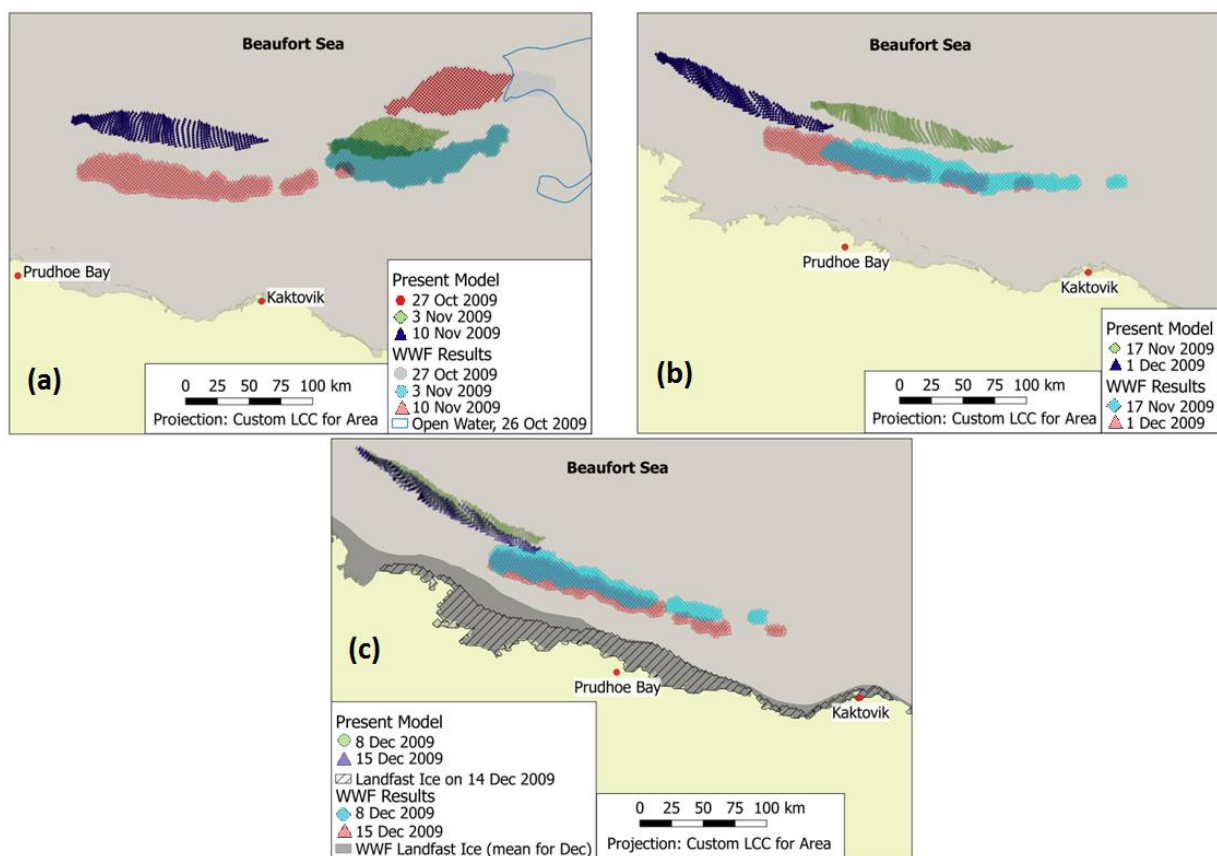 Beaufort Sea
Prudhoe Bay
Kaktovik
(a)
0 25 50 75 100 km
Projection: Custom LCC for Area
Present Model
27 Oct 2009
3 Nov 2009
10 Nov 2009
WWF Results
27 Oct 2009
3 Nov 2009
10 Nov 2009
Open Water, 26 Oct 2009
Beaufort Sea
Prudhoe Bay
Kaktovik
(b)
0 25 50 75 100 km
Projection: Custom LCC for Area
Present Model
17 Nov 2009
1 Dec 2009
WWF Results
17 Nov 2009
1 Dec 2009
Beaufort Sea
(c)
Prudhoe Bay
Kaktovik
Present Model
8 Dec 2009
15 Dec 2009
Landfast Ice on 14 Dec 2009
WWF Results
8 Dec 2009
15 Dec 2009
WWF Landfast Ice (mean for Dec)
0 25 50 75 100 km
Projection: Custom LCC for Area